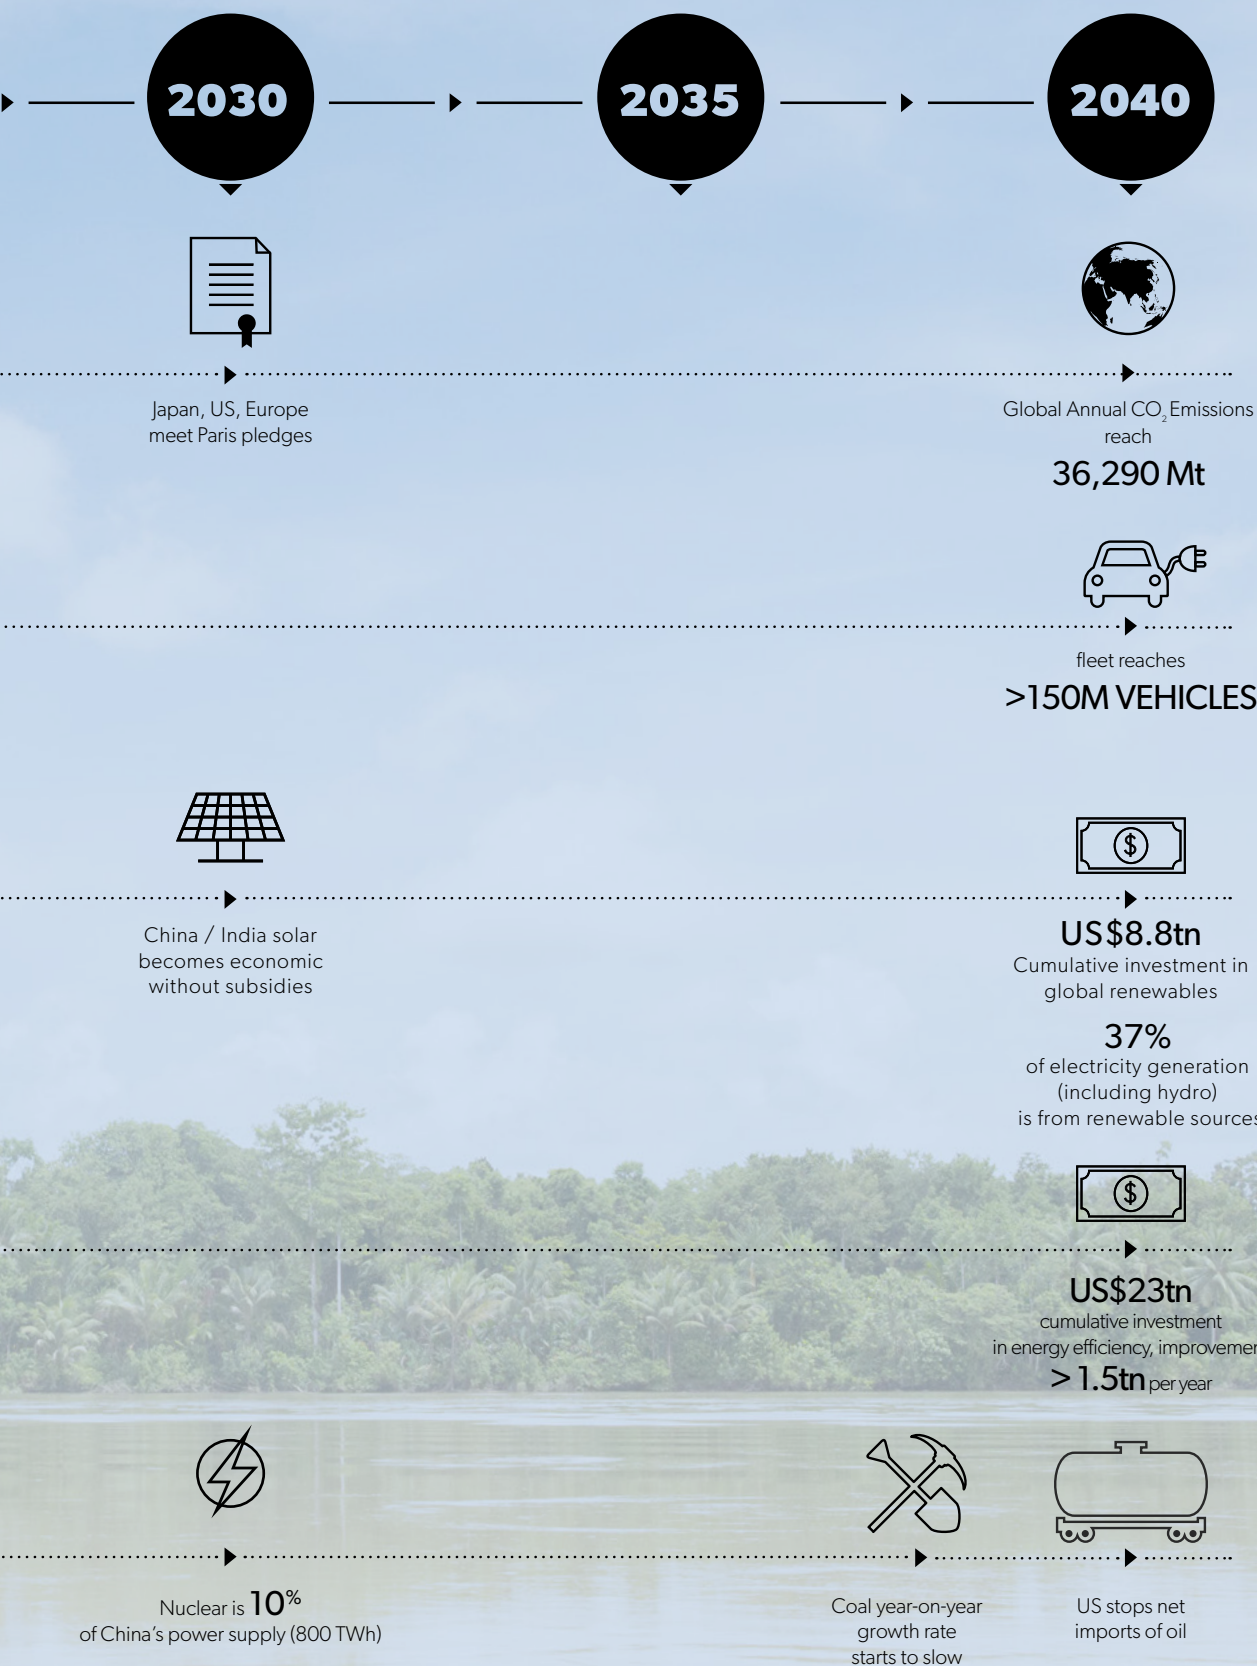 2030
2035
2040
Japan, US, Europe
meet Paris pledges
Global Annual CO₂ Emissions
reach
36,290 Mt
fleet reaches
>150M VEHICLES
China / India solar
becomes economic
without subsidies
US$8.8tn
Cumulative investment in
global renewables
37%
of electricity generation
(including hydro)
is from renewable sources
US$23tn
cumulative investment
in energy efficiency, improvemen
> 1.5tn per year
Nuclear is 10%
of China's power supply (800 TWh)
Coal year-on-year
growth rate
starts to slow
US stops net
imports of oil